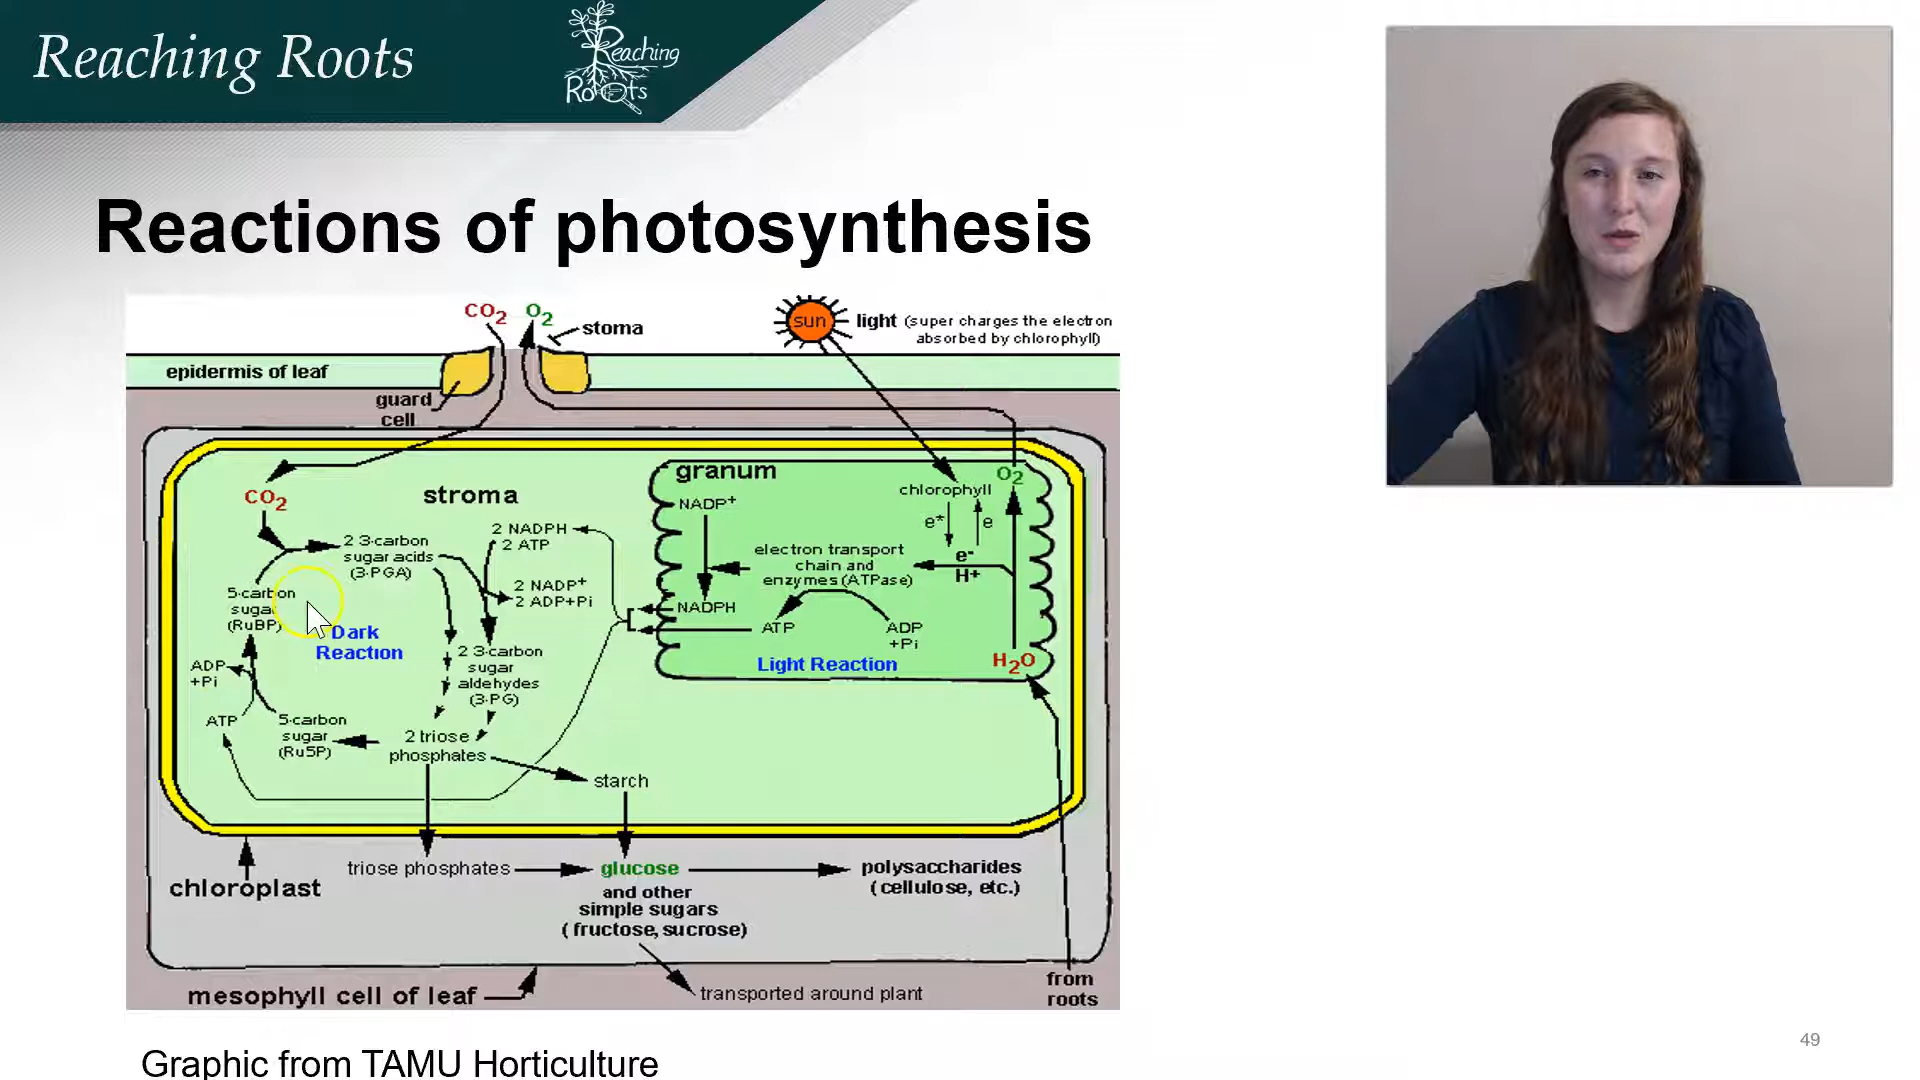 Reaching Roots
Reaching
Roots
Reactions of photosynthesis
CO2 O2
stoma
sun
light (super charges the electron
absorbed by chlorophyll)
epidermis of leaf
guard
cell
CO2
stroma
granum
NADP+
chlorophyll
O2
e* e
e-
H+
2 3-carbon
sugar acids
(3-PGA)
2 NADPH
2 ATP
2 NADP+
2 ADP+Pi
electron transport
chain and
enzymes (ATPase)
NADPH
ATP
ADP
+Pi
Light Reaction
H2O
5-carbon
sugar
(RuBP)
Dark
Reaction
2 3-carbon
sugar
aldehydes
(3-PG)
ADP
+Pi
ATP
5-carbon
sugar
(Ru5P)
2 triose
phosphates
starch
chloroplast
triose phosphates
glucose
and other
simple sugars
(fructose, sucrose)
polysaccharides
(cellulose, etc.)
mesophyll cell of leaf
transported around plant
from
roots
Graphic from TAMU Horticulture
49